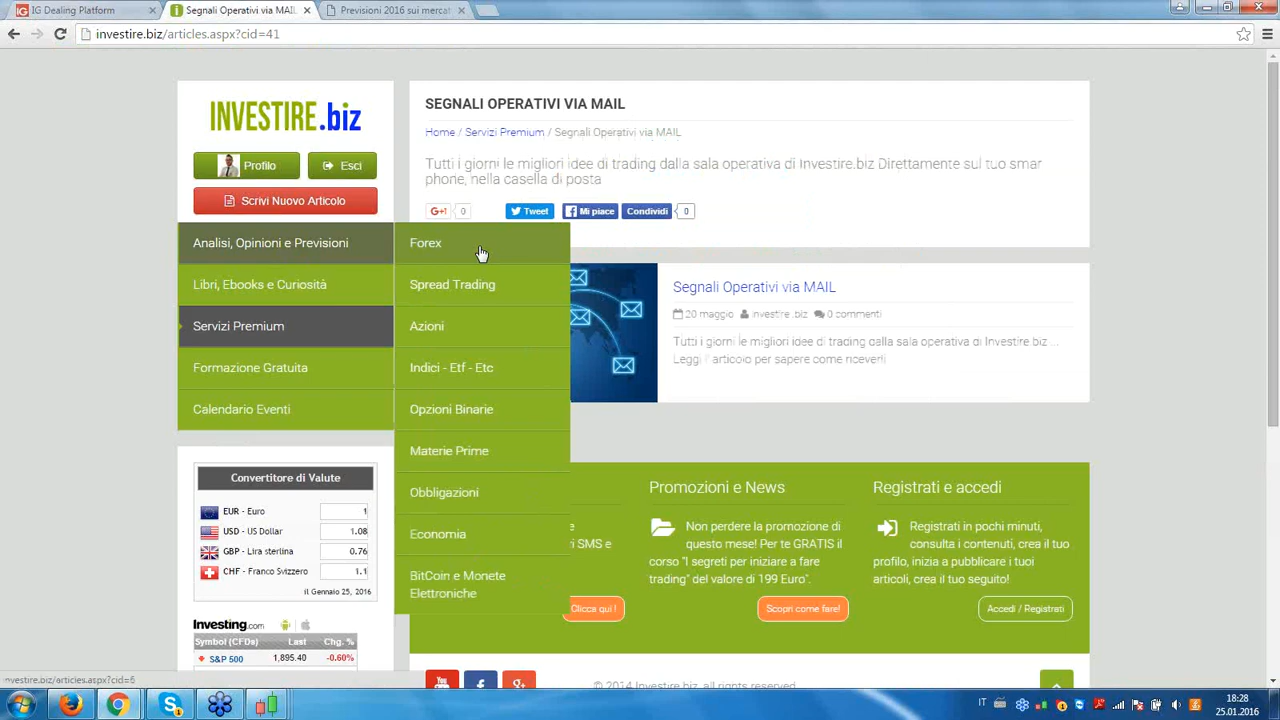 IG Dealing Platform
Segnali Operativi via MAIL
Previsioni 2016 sui mercat
investire.biz/articles.aspx?cid=41
INVESTIRE.biz
Profilo
Esci
Scrivi Nuovo Articolo
Analisi, Opinioni e Previsioni
Libri, Ebooks e Curiosità
Servizi Premium
Formazione Gratuita
Calendario Eventi
Forex
Spread Trading
Azioni
Indici - Etf - Etc
Opzioni Binarie
Materie Prime
Obbligazioni
Economia
BitCoin e Monete
Elettroniche
SEGNALI OPERATIVI VIA MAIL
Home / Servizi Premium / Segnali Operativi via MAIL
Tutti i giorni le migliori idee di trading dalla sala operativa di Investire.biz Direttamente sul tuo smar
phone, nella casella di posta
G+1 0
Tweet
Mi piace
Condividi
0
Segnali Operativi via MAIL
20 maggio investire .biz 0 commenti
Tutti i giorni le migliori idee di trading dalla sala operativa di Investire.biz ...
Leggi l' articolo per sapere come riceverli
Convertitore di Valute
EUR - Euro 1
USD - US Dollar 1.08
GBP - Lira sterlina 0.76
CHF - Franco Svizzero 1.1
il Gennaio 25, 2016
Investing.com
Symbol (CFDs) Last Chg. %
S&P 500 1,895.40 -0.60%
e
ri SMS e
Clicca qui !
Promozioni e News
Non perdere la promozione di
questo mese! Per te GRATIS il
corso "I segreti per iniziare a fare
trading" del valore di 199 Euro".
Scopri come fare!
Registrati e accedi
Registrati in pochi minuti,
consulta i contenuti, crea il tuo
profilo, inizia a pubblicare i tuoi
articoli, crea il tuo seguito!
Accedi / Registrati
© 2014 Investire.biz, all rights reserved.
investire.biz/articles.aspx?cid=6
IT
18:28
25.01.2016